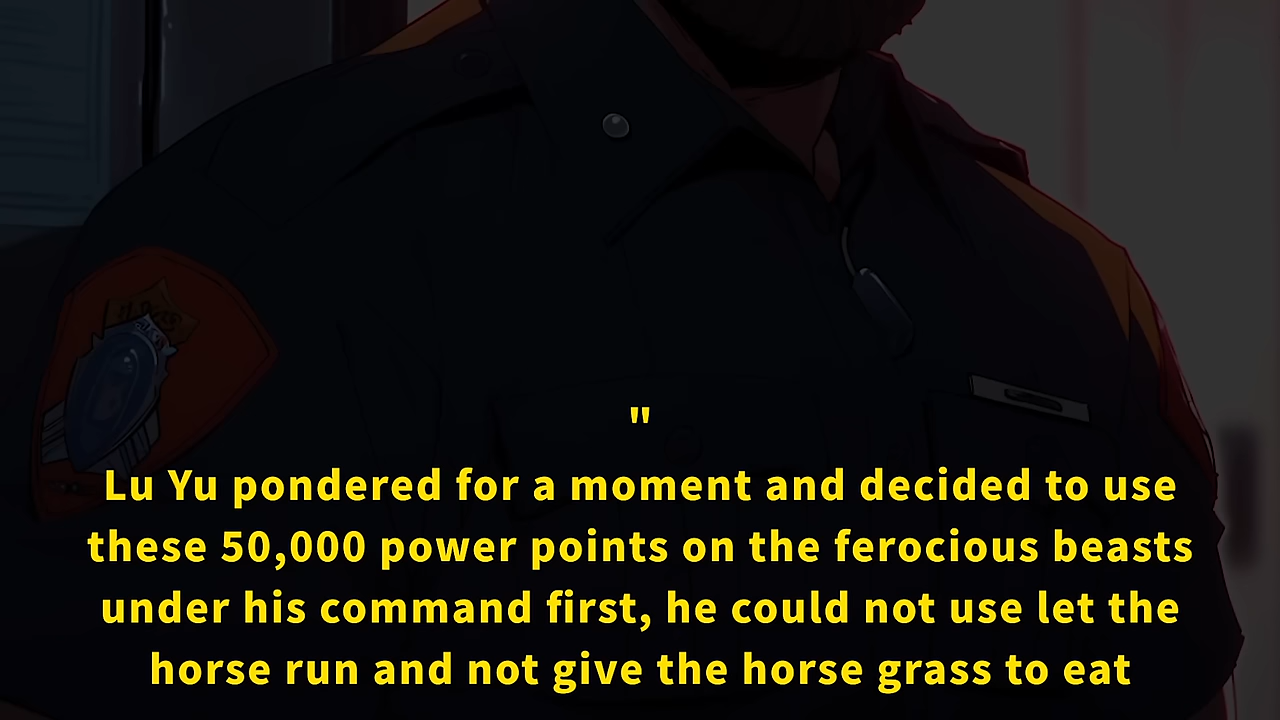 "
Lu Yu pondered for a moment and decided to use
these 50,000 power points on the ferocious beasts
under his command first, he could not use let the
horse run and not give the horse grass to eat